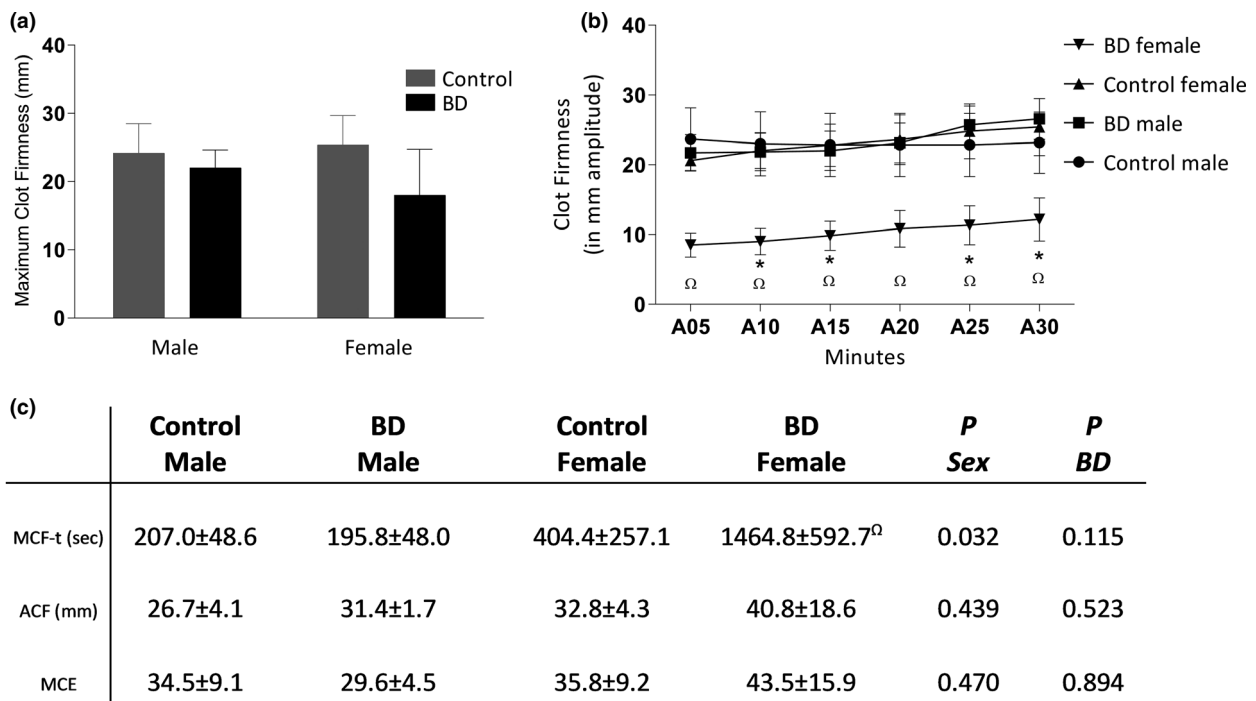 (a)
Maximum Clot Firmness (mm)
40
30
20
10
0
Control
BD
Male Female
(b)
Clot Firmness
(in mm amplitude)
40
30
20
10
0
* * * *
Ω Ω Ω Ω Ω Ω
A05 A10 A15 A20 A25 A30
Minutes
BD female
Control female
BD male
Control male
(c)
Control BD Control BD P P
Male Male Female Female Sex BD
MCF-t (sec) 207.0±48.6 195.8±48.0 404.4±257.1 1464.8±592.7Ω 0.032 0.115
ACF (mm) 26.7±4.1 31.4±1.7 32.8±4.3 40.8±18.6 0.439 0.523
MCE 34.5±9.1 29.6±4.5 35.8±9.2 43.5±15.9 0.470 0.894